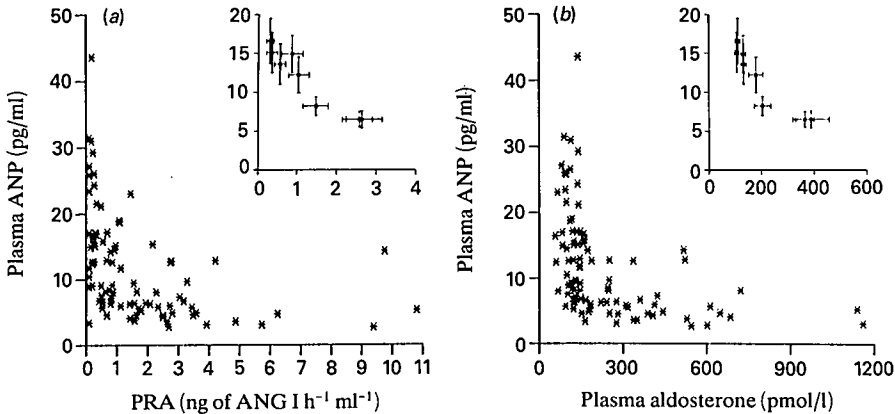 (a)
50
40
30
20
10
0
Plasma ANP (pg/ml)
0 1 2 3 4 5 6 7 8 9 10 11
PRA (ng of ANG I h⁻¹ ml⁻¹)
20
15
10
5
0
0 1 2 3 4
(b)
50
40
30
20
10
0
Plasma ANP (pg/ml)
0 300 600 900 1200
Plasma aldosterone (pmol/l)
20
15
10
5
0
0 200 400 600